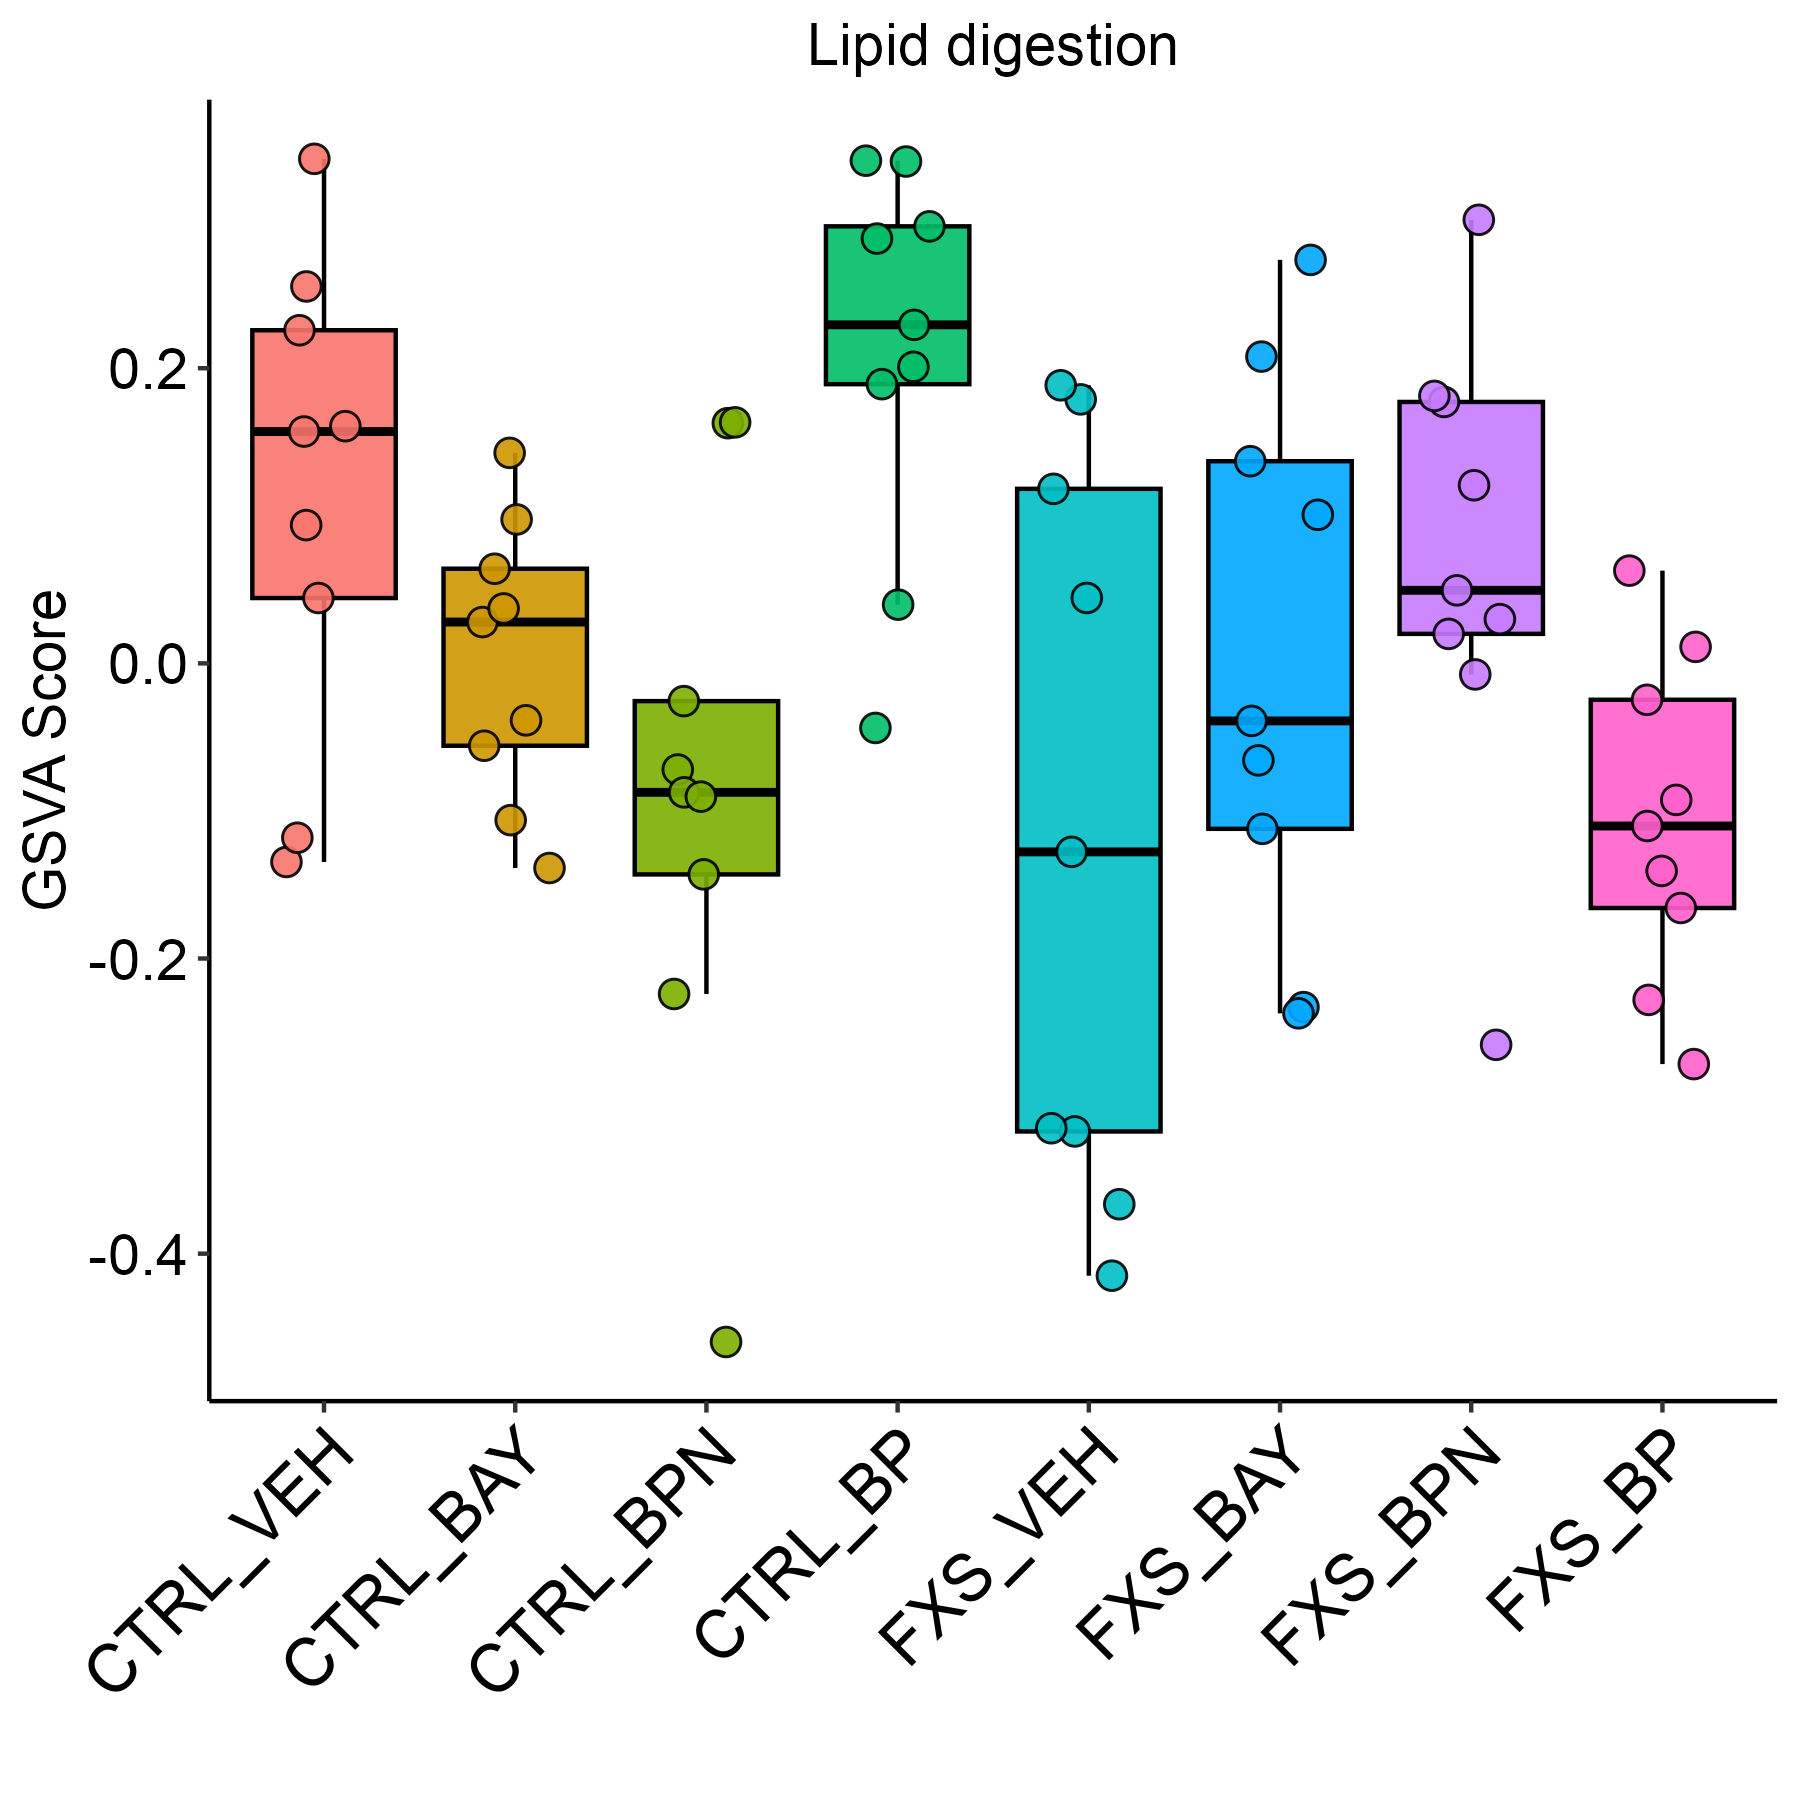 Lipid digestion
GSVA Score
0.2
0.0
-0.2
-0.4
CTRL_VEH
CTRL_BAY
CTRL_BPN
CTRL_BP
FXS_VEH
FXS_BAY
FXS_BPN
FXS_BP